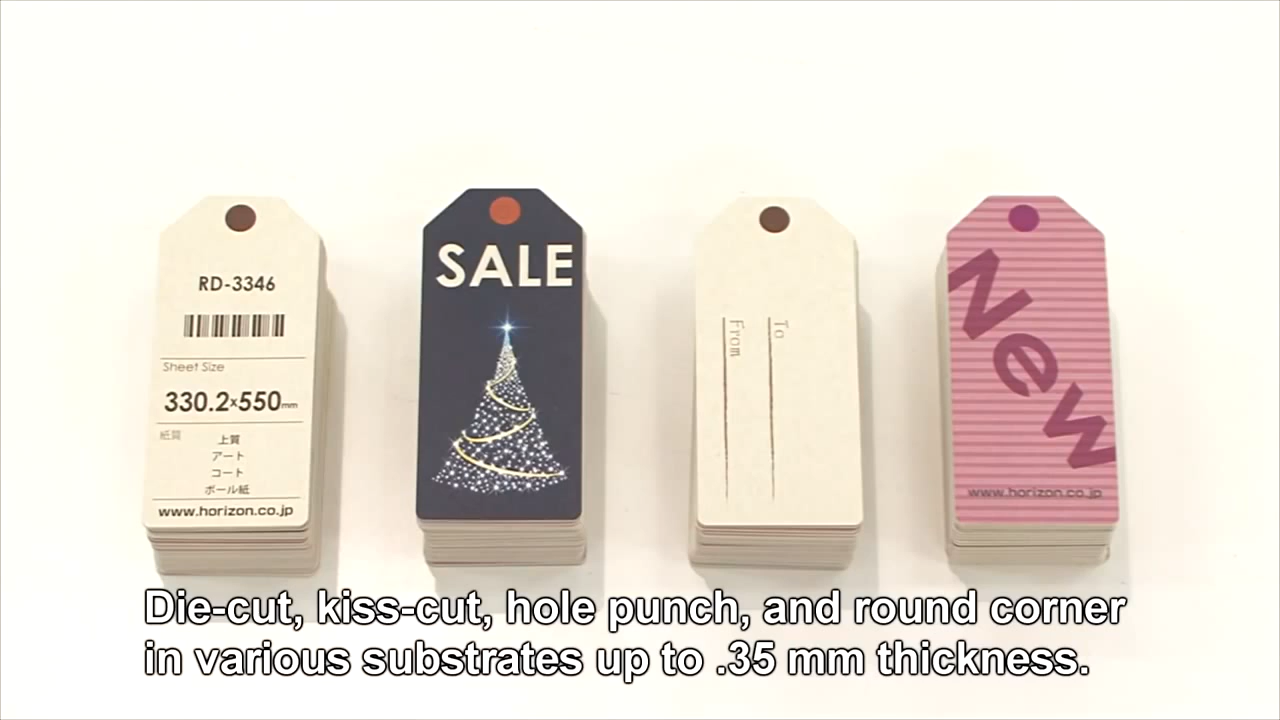 RD-3346
Sheet Size
330.2×550mm
紙質
上質
アート
コート
ボール紙
www.horizon.co.jp
SALE
To
From
New
www.horizon.co.jp
Die-cut, kiss-cut, hole punch, and round corner
in various substrates up to .35 mm thickness.